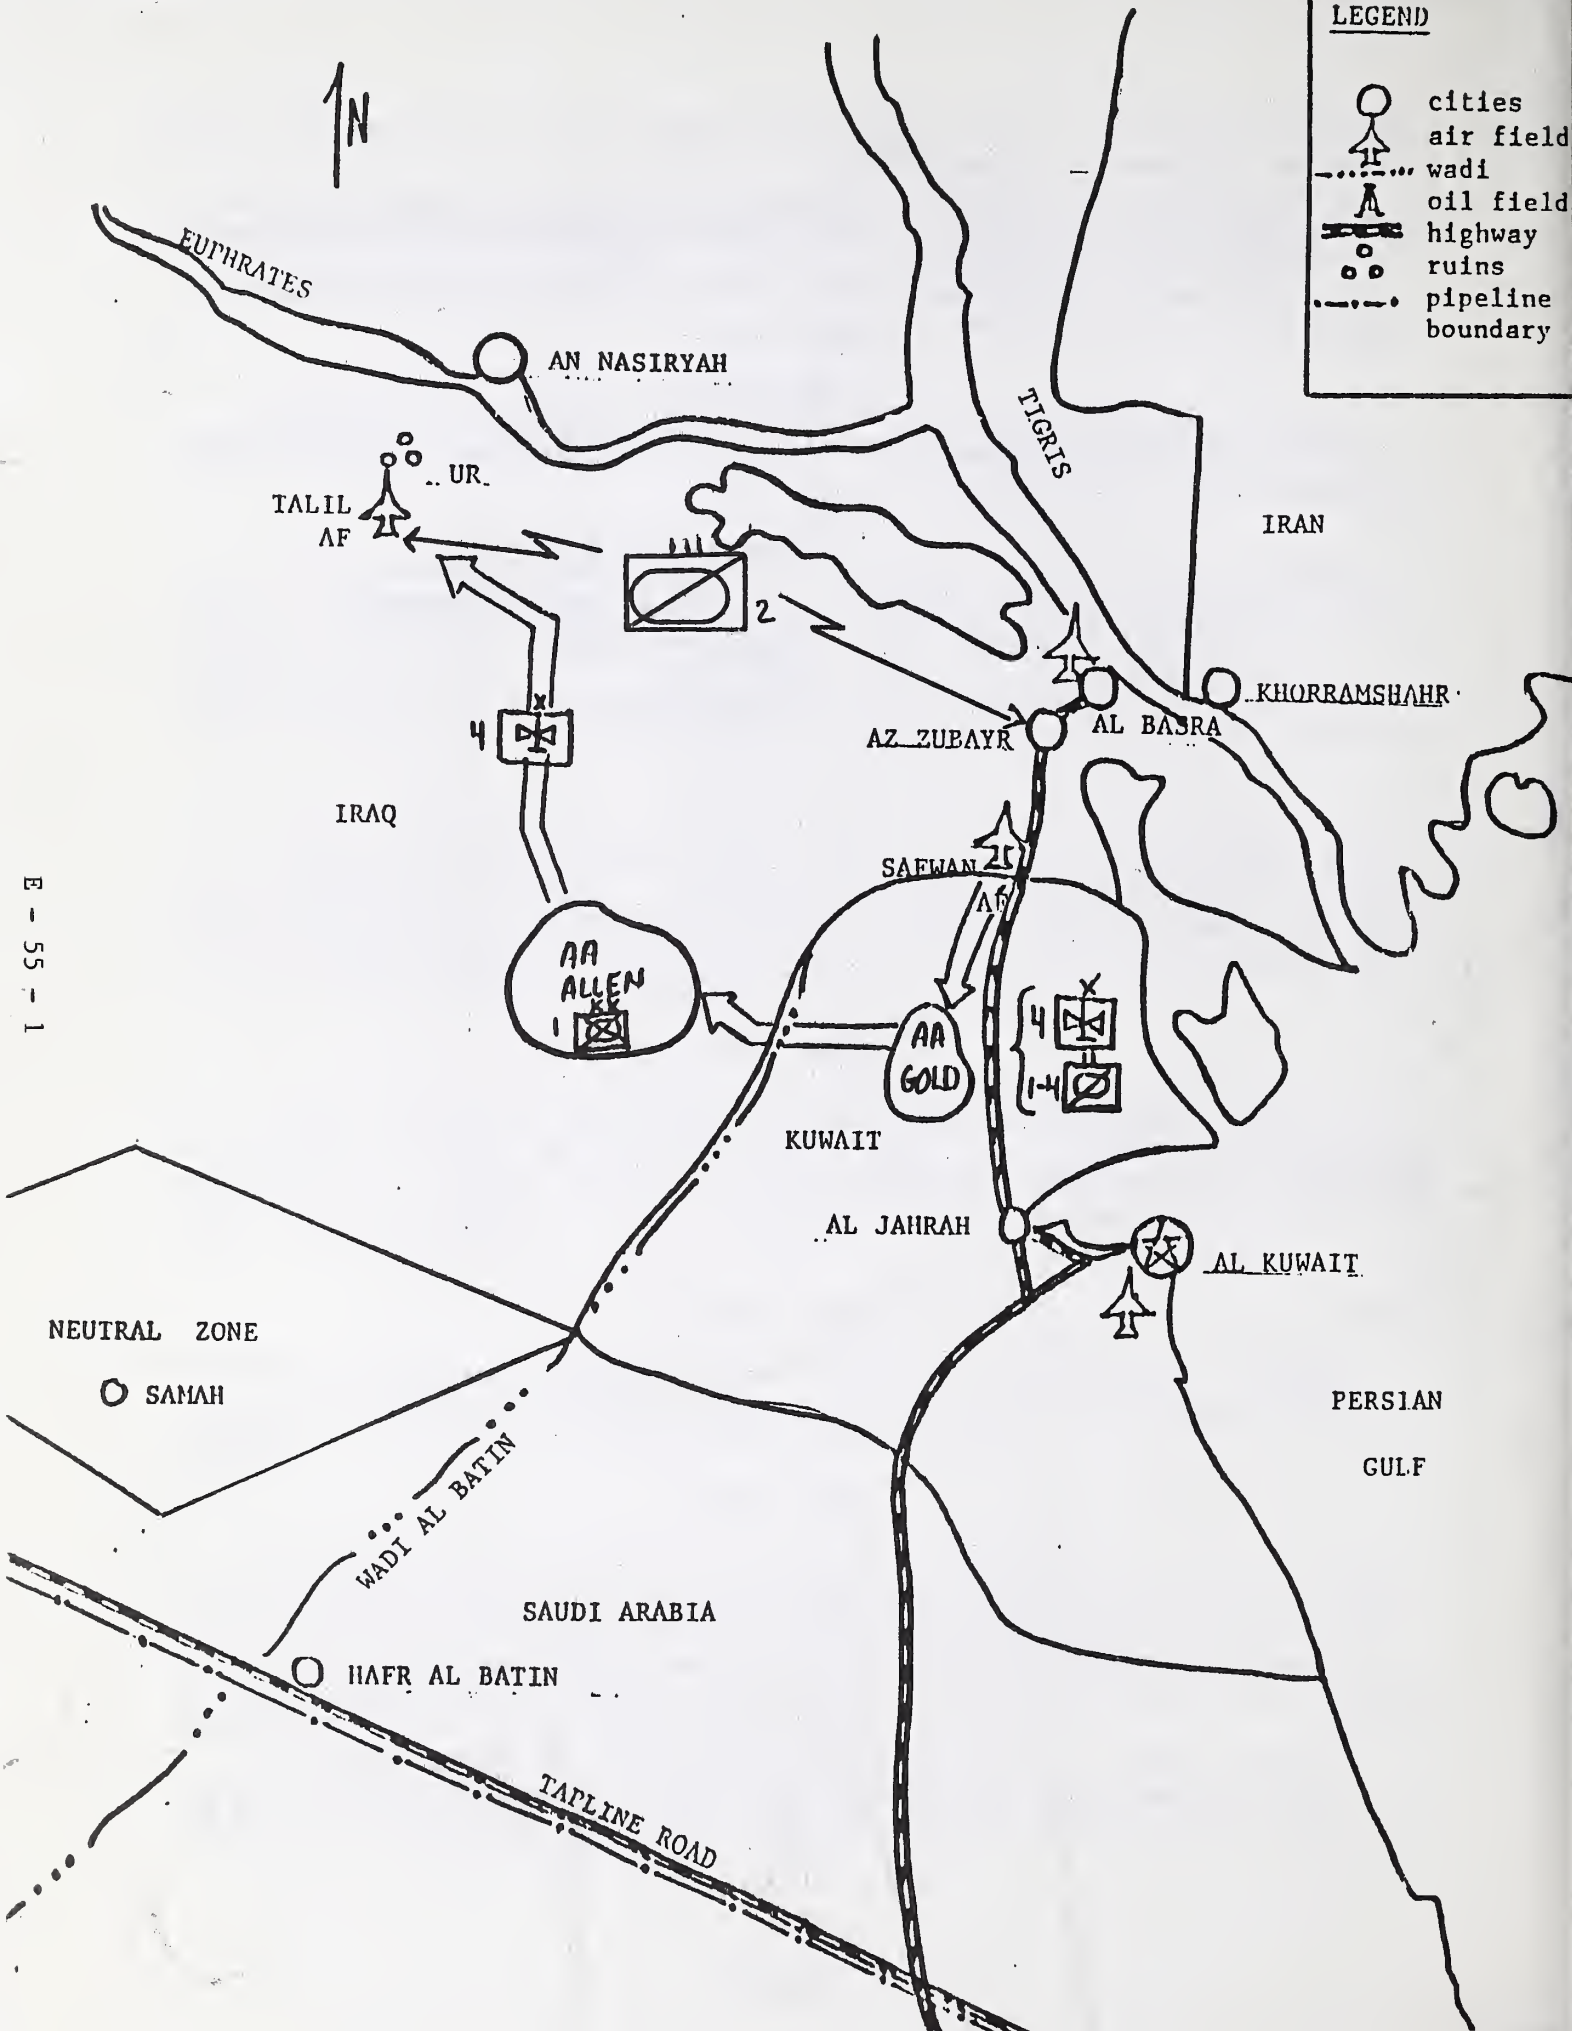 LEGEND
cities
air field
wadi
oil field
highway
ruins
pipeline
boundary
N
EUPHRATES
AN NASIRYAH
TIGRIS
UR
TALIL
AF
IRAN
2
KHORRAMSHAHR
AL BASRA
AZ ZUBAYR
4
X
IRAQ
SAFWAN
AF
AA
ALLEN
XX
1
AA
GOLD
X
4
1-4
KUWAIT
AL JAHRAH
AL KUWAIT
NEUTRAL ZONE
SAMAH
PERSIAN
GULF
WADI AL BATIN
SAUDI ARABIA
HAFR AL BATIN
TAPLINE ROAD
E - 55 - 1